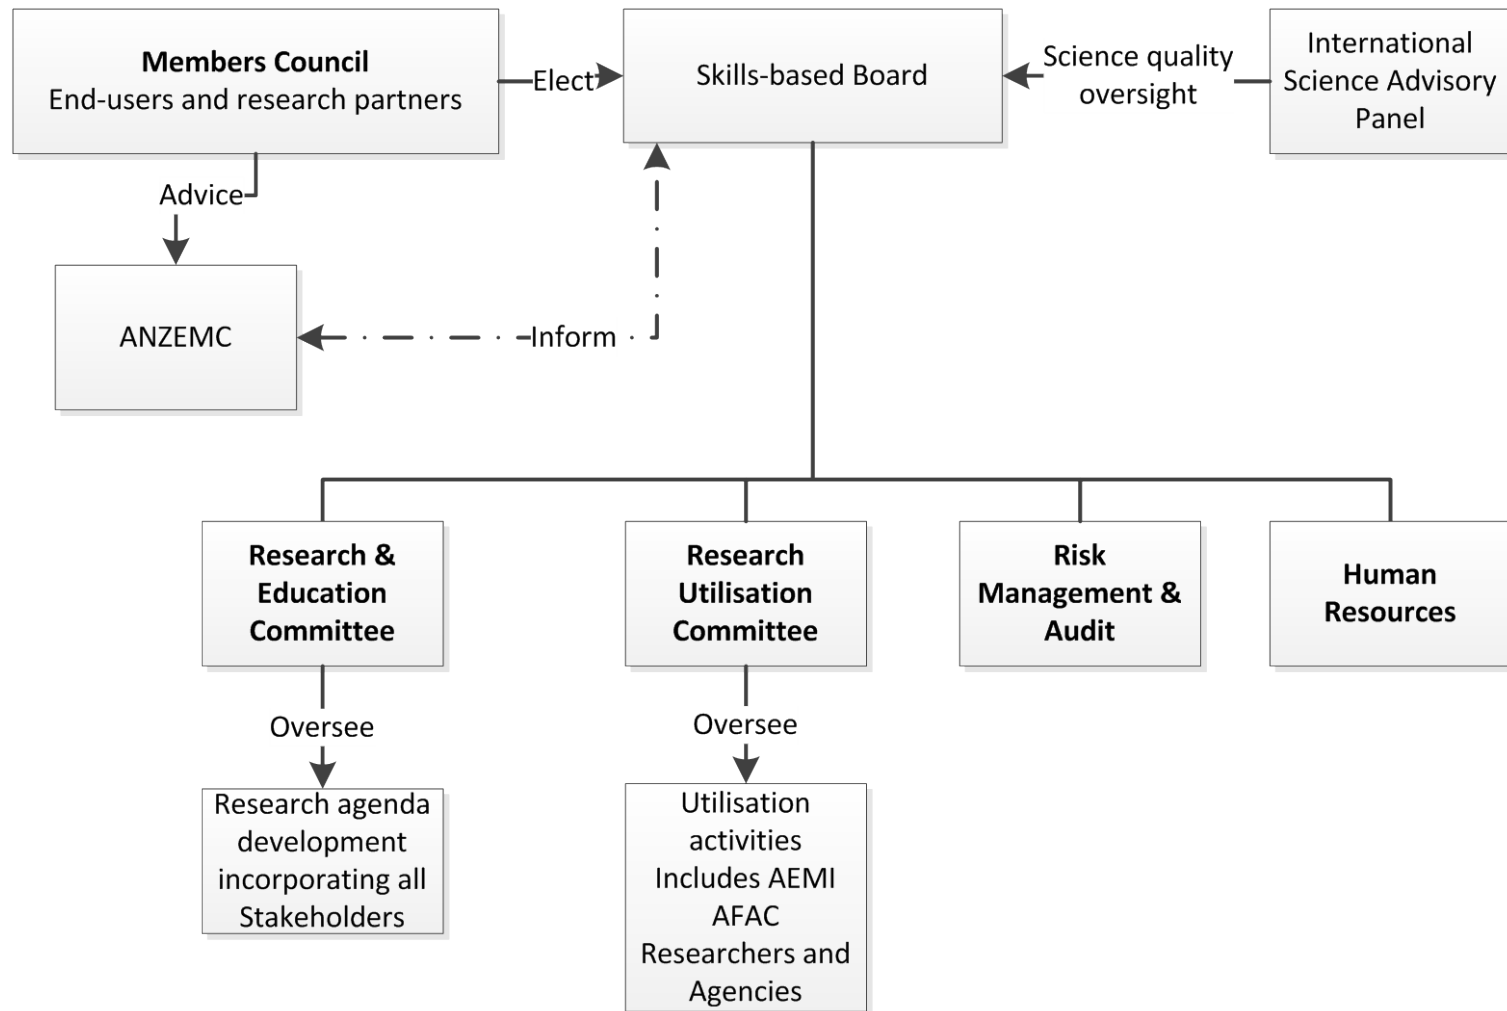 Members Council
End-users and research partners
Elect
Skills-based Board
Science quality
oversight
International
Science Advisory
Panel
Advice
ANZEMC
Inform
Research &
Education
Committee
Research
Utilisation
Committee
Risk
Management &
Audit
Human
Resources
Oversee
Oversee
Research agenda
development
incorporating all
Stakeholders
Utilisation
activities
Includes AEMI
AFAC
Researchers and
Agencies